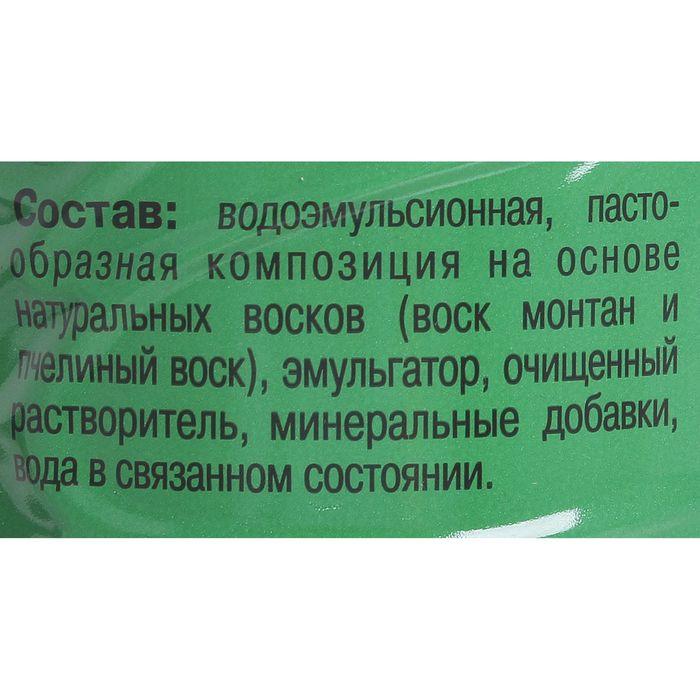 Состав: водоэмульсионная, пасто-
образная композиция на основе
натуральных восков (воск монтан и
пчелиный воск), эмульгатор, очищенный
растворитель, минеральные добавки,
вода в связанном состоянии.